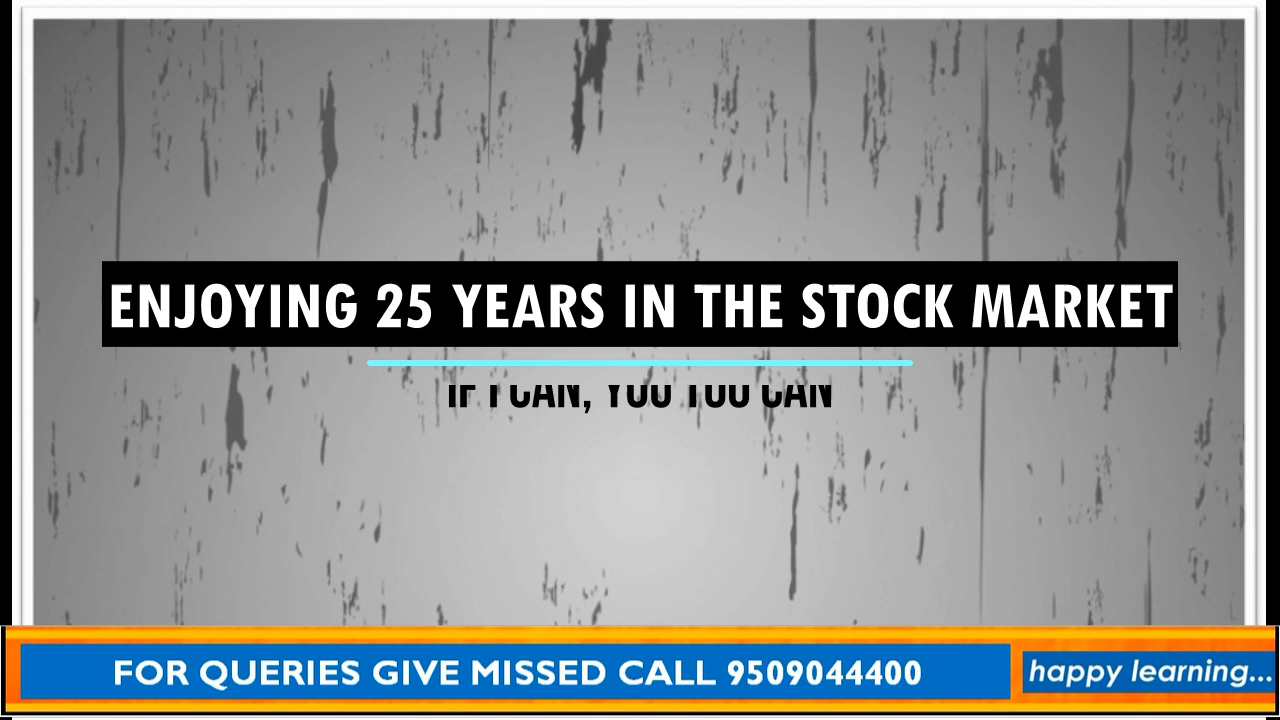 ENJOYING 25 YEARS IN THE STOCK MARKET
IF I CAN, YOU TOO CAN
FOR QUERIES GIVE MISSED CALL 9509044400
happy learning...